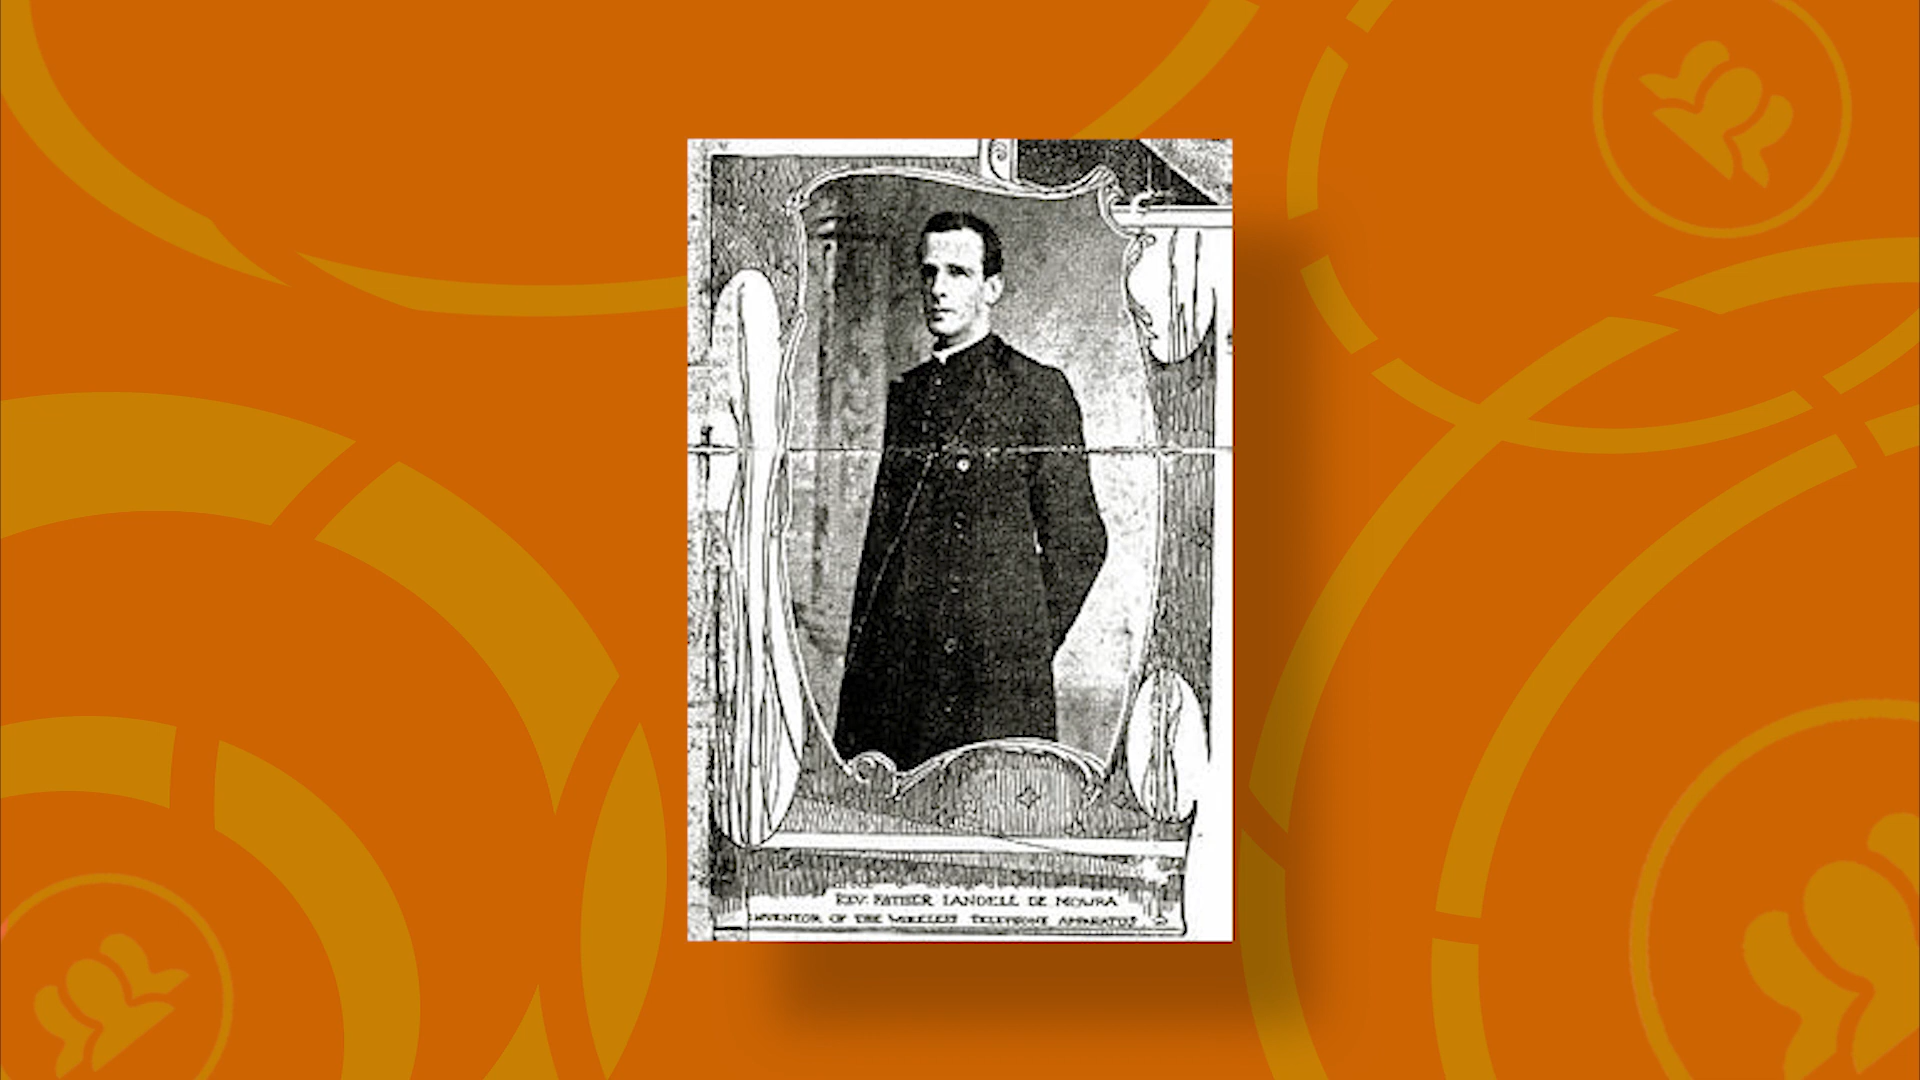 REV. FATHER LANDELL DE MOURA
INVENTOR OF THE WIRELESS TELEPHONE APPARATUS